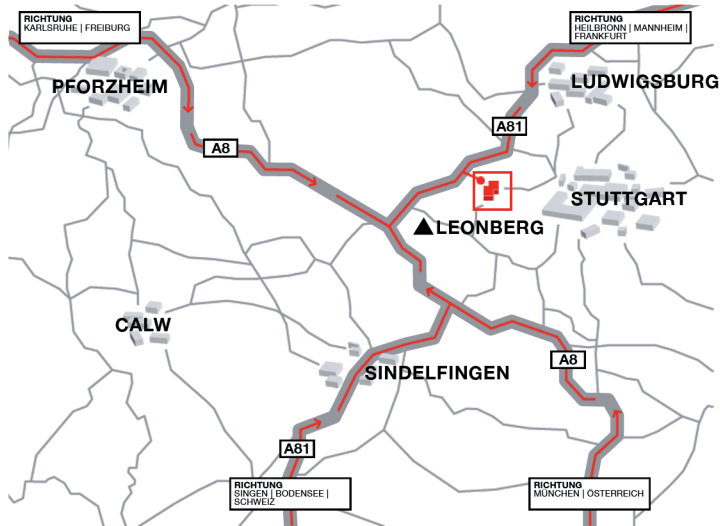 RICHTUNG
KARLSRUHE | FREIBURG
RICHTUNG
HEILBRONN | MANNHEIM |
FRANKFURT
PFORZHEIM
LUDWIGSBURG
A81
A8
STUTTGART
LEONBERG
CALW
A8
SINDELFINGEN
A81
RICHTUNG
SINGEN | BODENSEE |
SCHWEIZ
RICHTUNG
MÜNCHEN | ÖSTERREICH